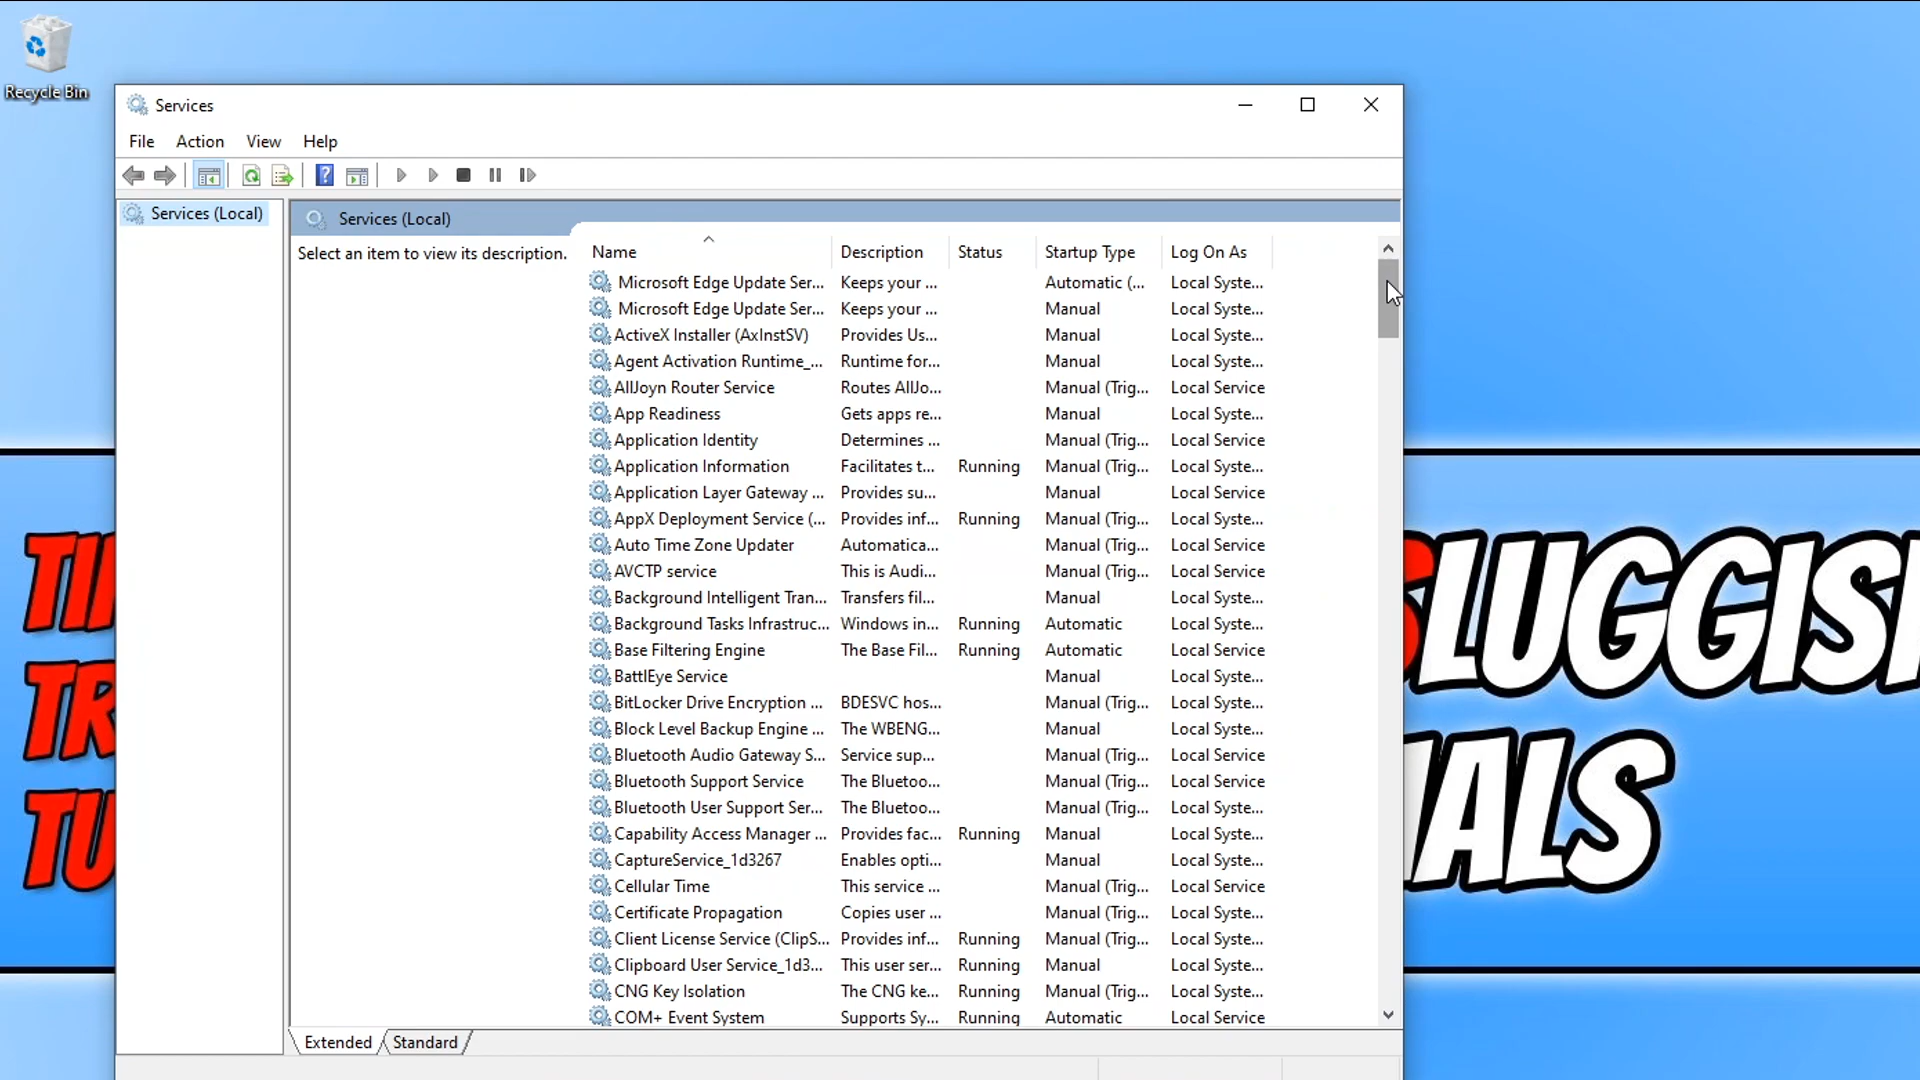 Recycle Bin
Services
File Action View Help
Services (Local)
Services (Local)
Select an item to view its description.
Name Description Status Startup Type Log On As
Microsoft Edge Update Ser... Keeps your ... Automatic (... Local Syste...
Microsoft Edge Update Ser... Keeps your ... Manual Local Syste...
ActiveX Installer (AxInstSV) Provides Us... Manual Local Syste...
Agent Activation Runtime_... Runtime for... Manual Local Syste...
AllJoyn Router Service Routes AllJo... Manual (Trig... Local Service
App Readiness Gets apps re... Manual Local Syste...
Application Identity Determines ... Manual (Trig... Local Service
Application Information Facilitates t... Running Manual (Trig... Local Syste...
Application Layer Gateway ... Provides su... Manual Local Service
AppX Deployment Service (... Provides inf... Running Manual (Trig... Local Syste...
Auto Time Zone Updater Automatica... Manual (Trig... Local Service
AVCTP service This is Audi... Manual (Trig... Local Service
Background Intelligent Tran... Transfers fil... Manual Local Syste...
Background Tasks Infrastruc... Windows in... Running Automatic Local Syste...
Base Filtering Engine The Base Fil... Running Automatic Local Service
BattlEye Service Manual Local Syste...
BitLocker Drive Encryption ... BDESVC hos... Manual (Trig... Local Syste...
Block Level Backup Engine ... The WBENG... Manual Local Syste...
Bluetooth Audio Gateway S... Service sup... Manual (Trig... Local Service
Bluetooth Support Service The Bluetoo... Manual (Trig... Local Service
Bluetooth User Support Ser... The Bluetoo... Manual (Trig... Local Syste...
Capability Access Manager ... Provides fac... Running Manual Local Syste...
CaptureService_1d3267 Enables opti... Manual Local Syste...
Cellular Time This service ... Manual (Trig... Local Service
Certificate Propagation Copies user ... Manual (Trig... Local Syste...
Client License Service (ClipS... Provides inf... Running Manual (Trig... Local Syste...
Clipboard User Service_1d3... This user ser... Running Manual Local Syste...
CNG Key Isolation The CNG ke... Running Manual (Trig... Local Syste...
COM+ Event System Supports Sy... Running Automatic Local Service
Extended Standard
TI
TR
TU
SLUGGIS
IALS